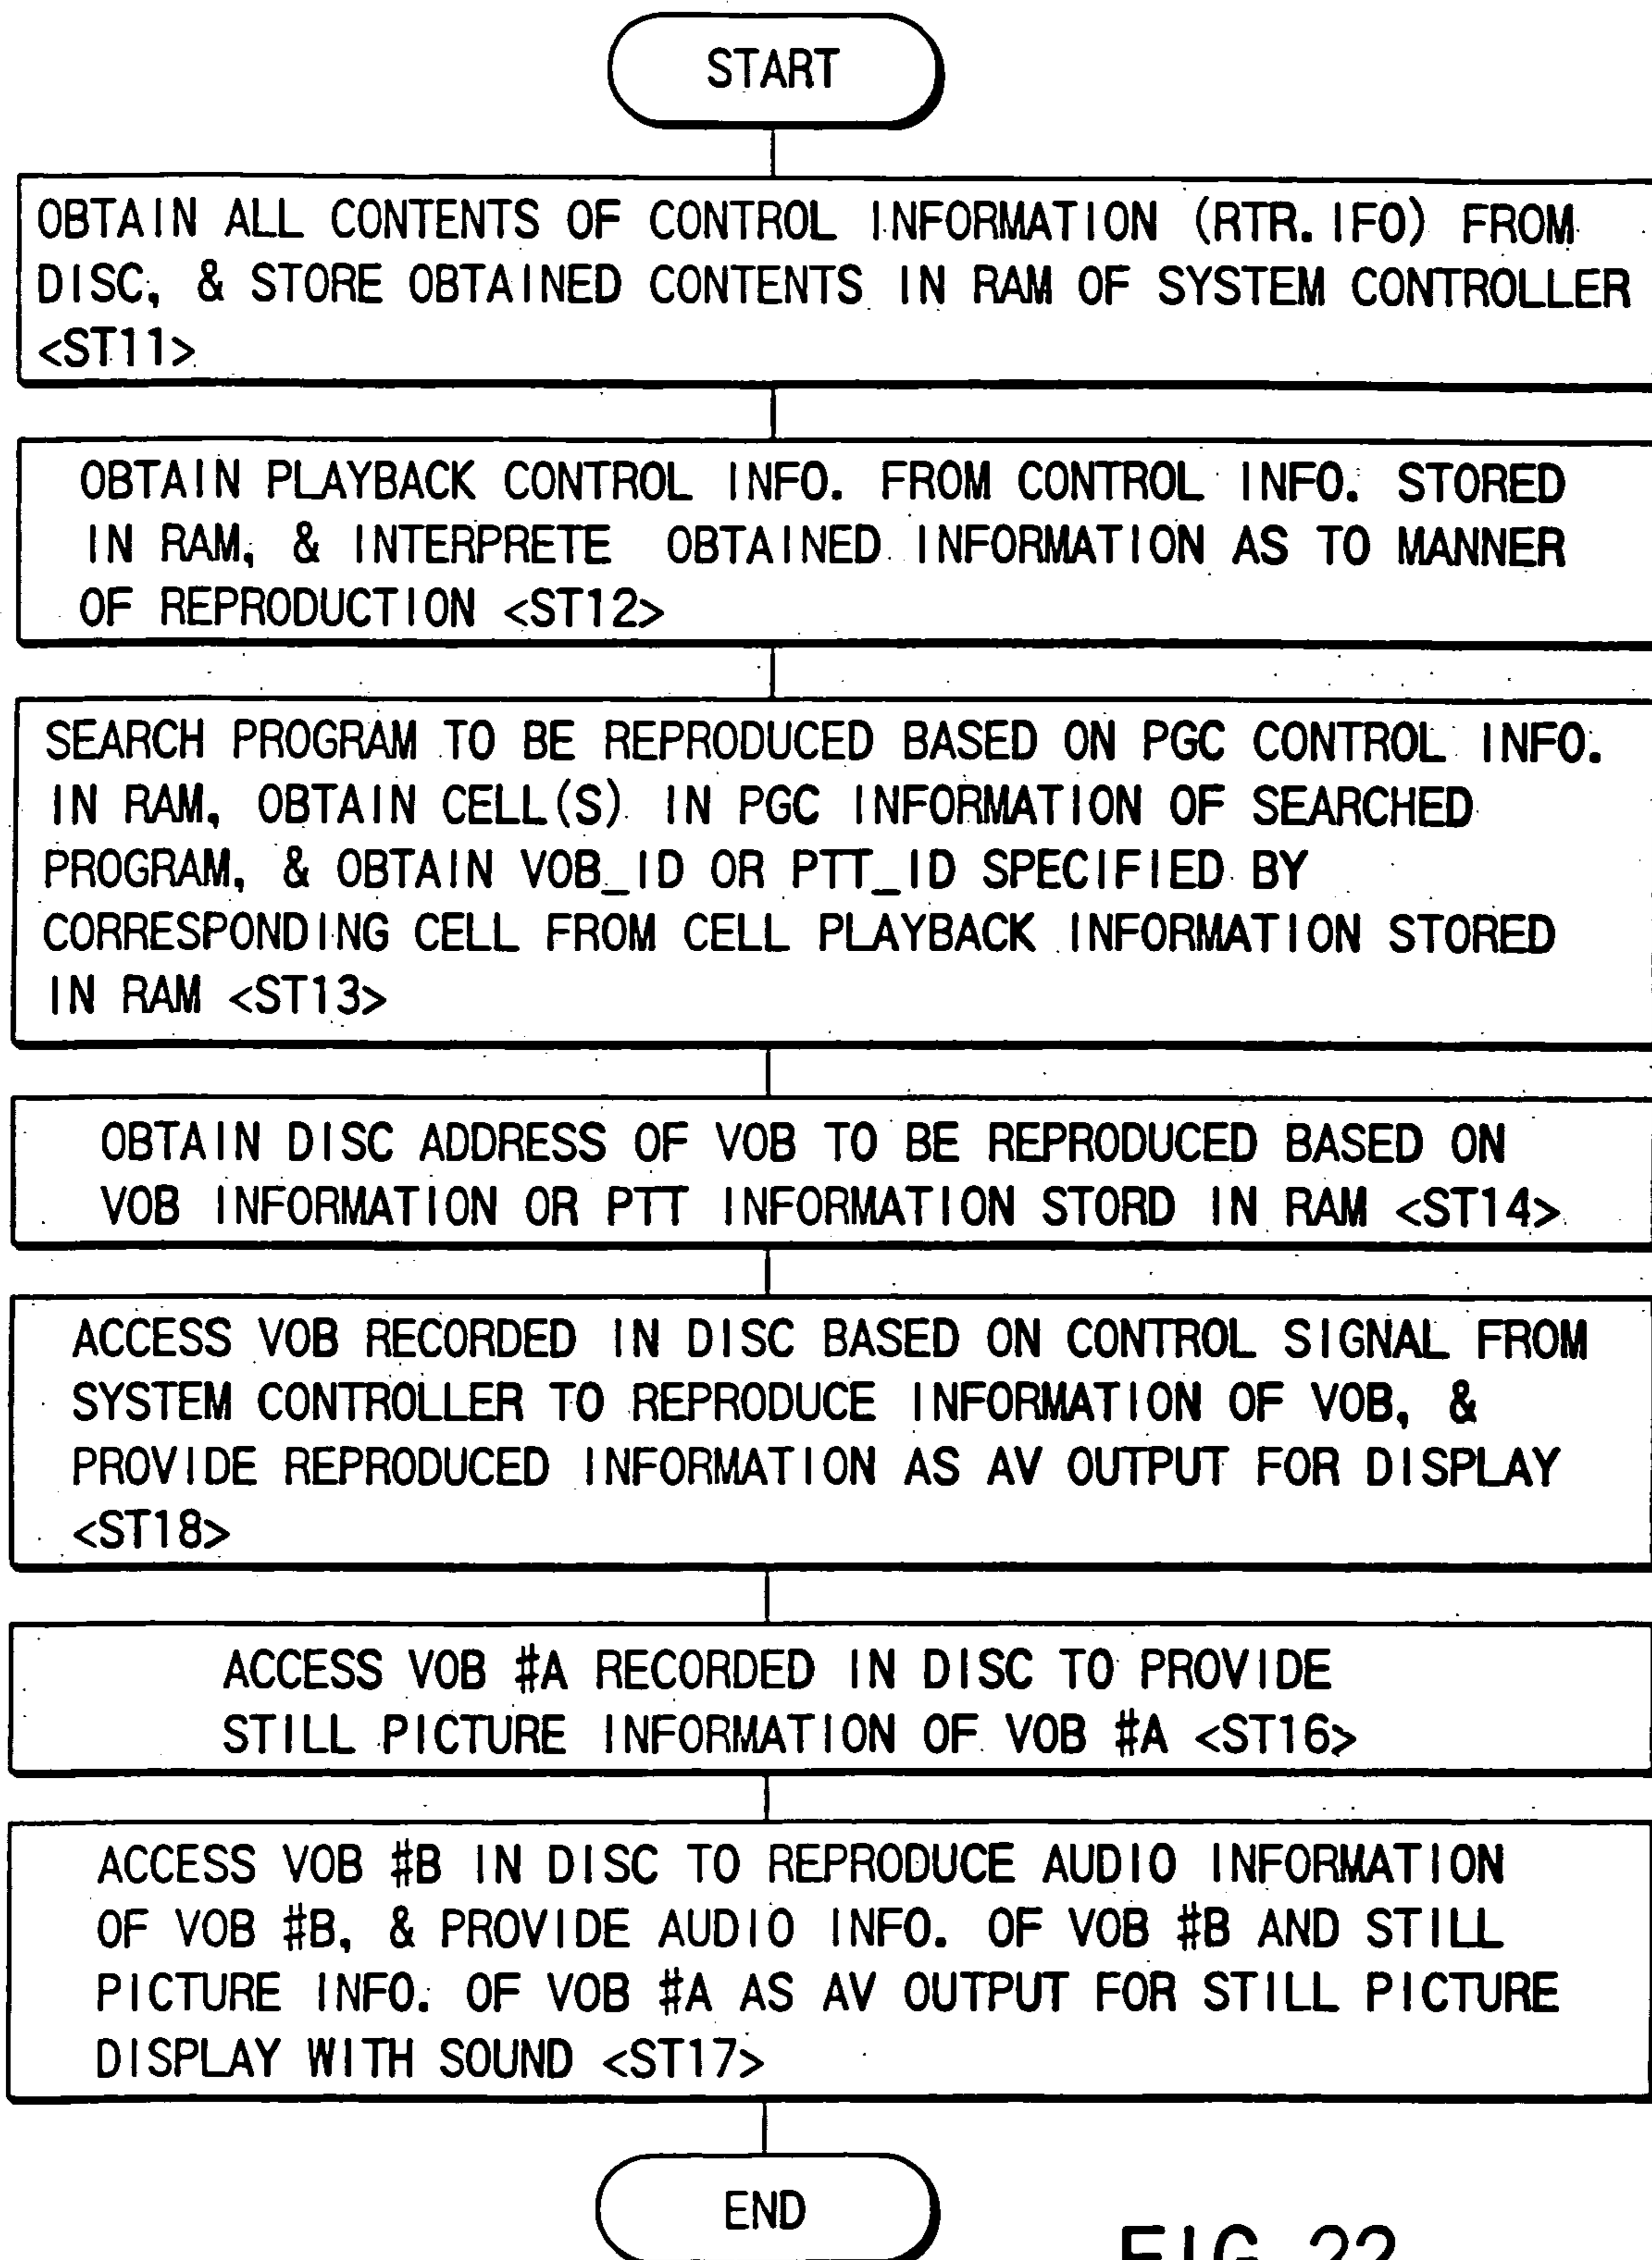 START
OBTAIN ALL CONTENTS OF CONTROL INFORMATION (RTR.IFO) FROM
DISC, & STORE OBTAINED CONTENTS IN RAM OF SYSTEM CONTROLLER
<ST11>
OBTAIN PLAYBACK CONTROL INFO. FROM CONTROL INFO. STORED
IN RAM, & INTERPRETE OBTAINED INFORMATION AS TO MANNER
OF REPRODUCTION <ST12>
SEARCH PROGRAM TO BE REPRODUCED BASED ON PGC CONTROL INFO.
IN RAM, OBTAIN CELL(S) IN PGC INFORMATION OF SEARCHED
PROGRAM, & OBTAIN VOB_ID OR PTT_ID SPECIFIED BY
CORRESPONDING CELL FROM CELL PLAYBACK INFORMATION STORED
IN RAM <ST13>
OBTAIN DISC ADDRESS OF VOB TO BE REPRODUCED BASED ON
VOB INFORMATION OR PTT INFORMATION STORD IN RAM <ST14>
ACCESS VOB RECORDED IN DISC BASED ON CONTROL SIGNAL FROM
SYSTEM CONTROLLER TO REPRODUCE INFORMATION OF VOB, &
PROVIDE REPRODUCED INFORMATION AS AV OUTPUT FOR DISPLAY
<ST18>
ACCESS VOB #A RECORDED IN DISC TO PROVIDE
STILL PICTURE INFORMATION OF VOB #A <ST16>
ACCESS VOB #B IN DISC TO REPRODUCE AUDIO INFORMATION
OF VOB #B, & PROVIDE AUDIO INFO. OF VOB #B AND STILL
PICTURE INFO. OF VOB #A AS AV OUTPUT FOR STILL PICTURE
DISPLAY WITH SOUND <ST17>
END
FIG. 22